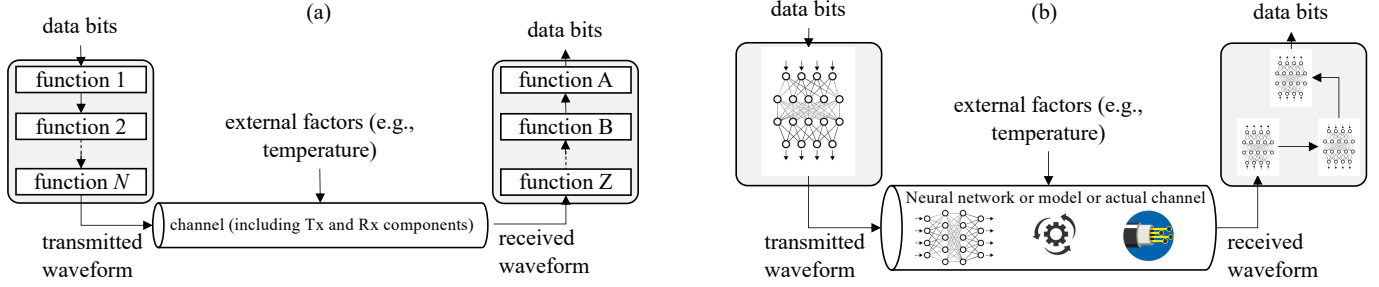 (a)
data bits
function 1
function 2
function N
external factors (e.g.,
temperature)
channel (including Tx and Rx components)
transmitted
waveform
data bits
function A
function B
function Z
received
waveform
(b)
data bits
external factors (e.g.,
temperature)
Neural network or model or actual channel
transmitted
waveform
data bits
received
waveform